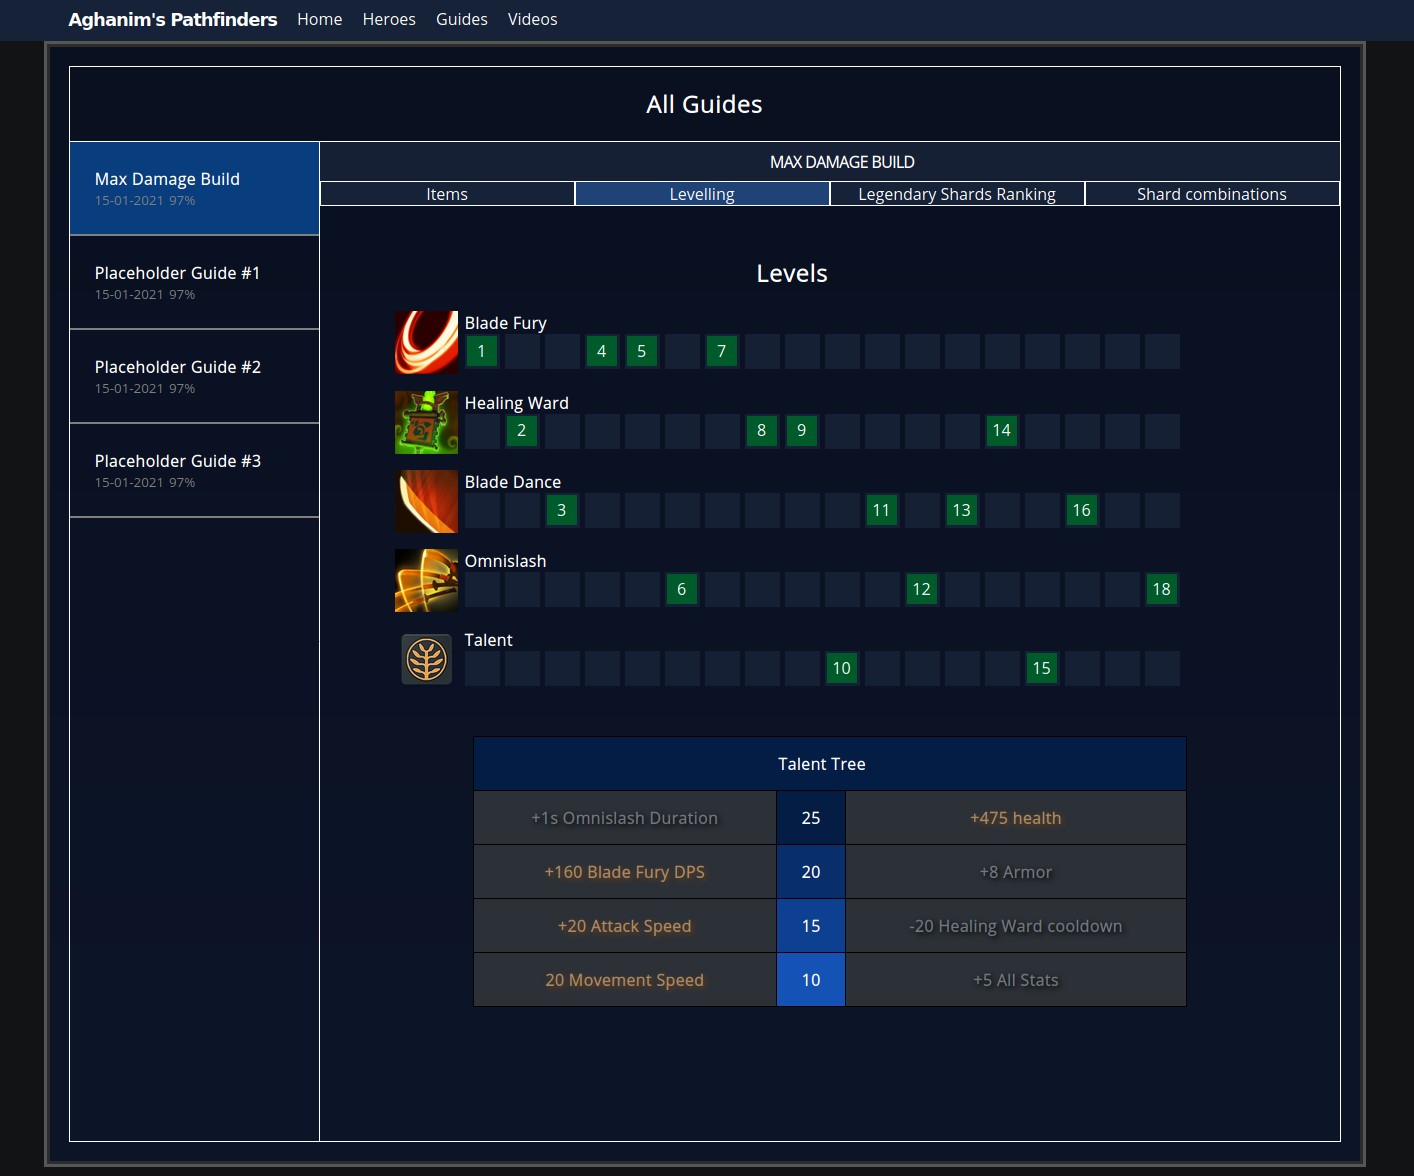 Aghanim's Pathfinders Home Heroes Guides Videos
All Guides
Max Damage Build
15-01-2021 97%
Placeholder Guide #1
15-01-2021 97%
Placeholder Guide #2
15-01-2021 97%
Placeholder Guide #3
15-01-2021 97%
MAX DAMAGE BUILD
Items Levelling Legendary Shards Ranking Shard combinations
Levels
Blade Fury
1 4 5 7
Healing Ward
2 8 9 14
Blade Dance
3 11 13 16
Omnislash
6 12 18
Talent
10 15
Talent Tree
+1s Omnislash Duration 25 +475 health
+160 Blade Fury DPS 20 +8 Armor
+20 Attack Speed 15 -20 Healing Ward cooldown
20 Movement Speed 10 +5 All Stats